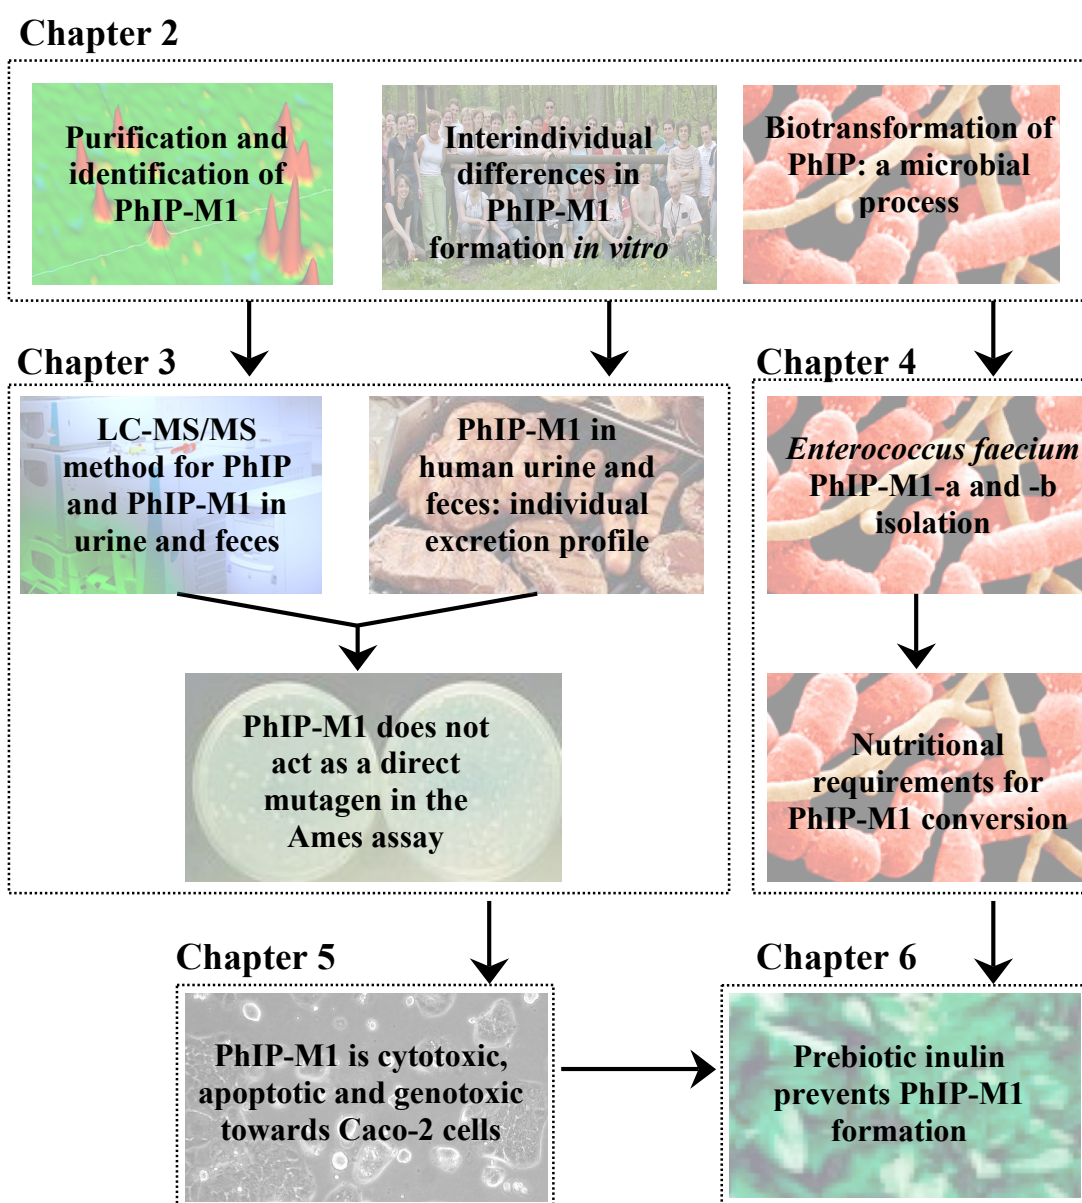 Chapter 2
Purification and
identification of
PhIP-M1
Interindividual
differences in
PhIP-M1
formation in vitro
Biotransformation of
PhIP: a microbial
process
Chapter 3
LC-MS/MS
method for PhIP
and PhIP-M1 in
urine and feces
PhIP-M1 in
human urine and
feces: individual
excretion profile
PhIP-M1 does not
act as a direct
mutagen in the
Ames assay
Chapter 4
Enterococcus faecium
PhIP-M1-a and -b
isolation
Nutritional
requirements for
PhIP-M1 conversion
Chapter 5
PhIP-M1 is cytotoxic,
apoptotic and genotoxic
towards Caco-2 cells
Chapter 6
Prebiotic inulin
prevents PhIP-M1
formation